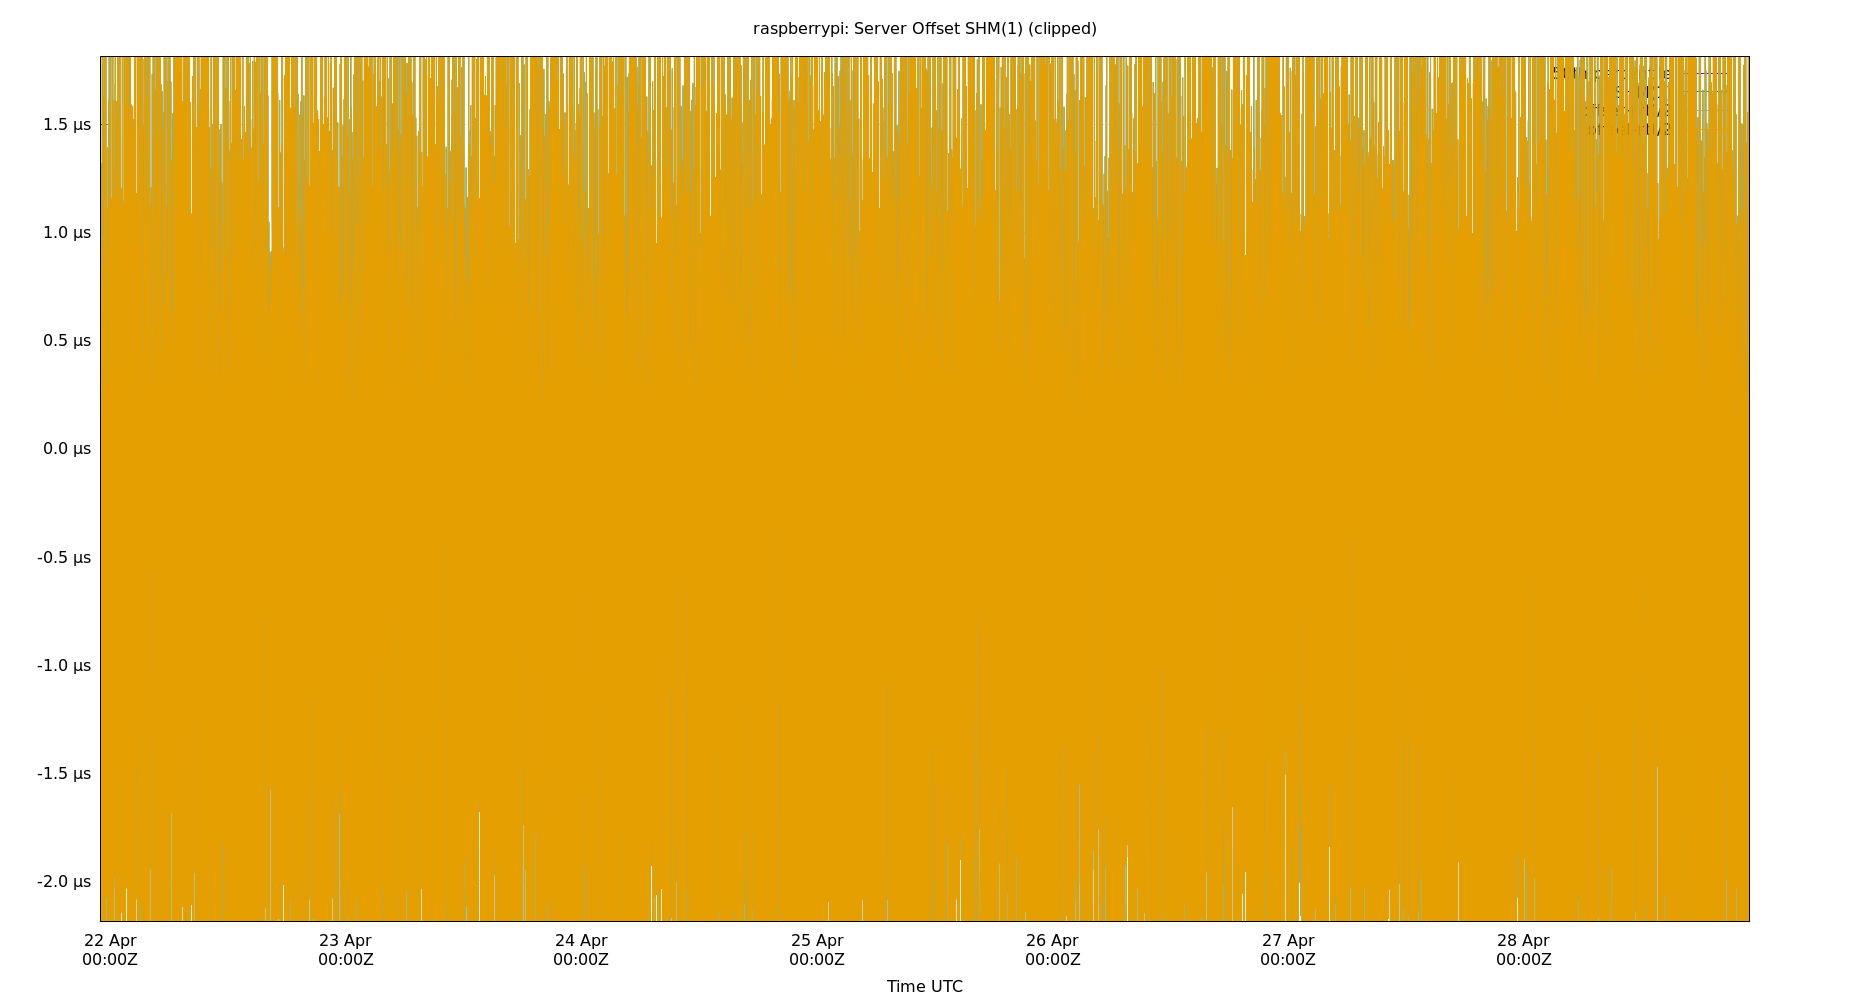 raspberrypi: Server Offset SHM(1) (clipped)
1.5 µs
1.0 µs
0.5 µs
0.0 µs
-0.5 µs
-1.0 µs
-1.5 µs
-2.0 µs
22 Apr 23 Apr 24 Apr 25 Apr 26 Apr 27 Apr 28 Apr
00:00Z 00:00Z 00:00Z 00:00Z 00:00Z 00:00Z 00:00Z
Time UTC